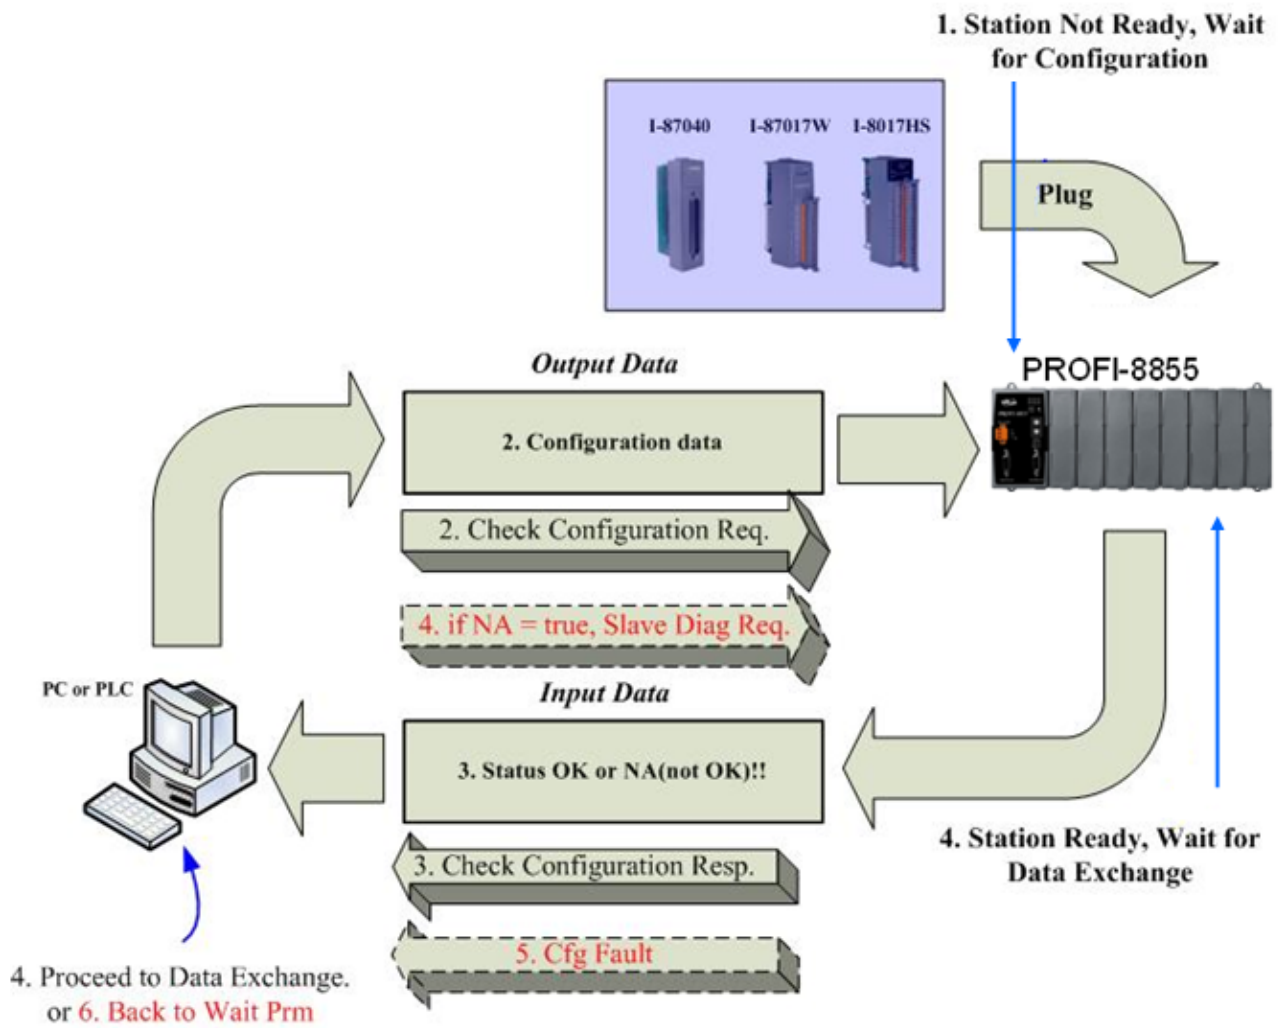 1. Station Not Ready, Wait
for Configuration
I-87040
I-87017W
I-8017HS
Plug
Output Data
PROFI-8855
2. Configuration data
2. Check Configuration Req.
4. if NA = true, Slave Diag Req.
PC or PLC
Input Data
3. Status OK or NA(not OK)!!
4. Station Ready, Wait for
Data Exchange
3. Check Configuration Resp.
5. Cfg Fault
4. Proceed to Data Exchange.
or 6. Back to Wait Prm